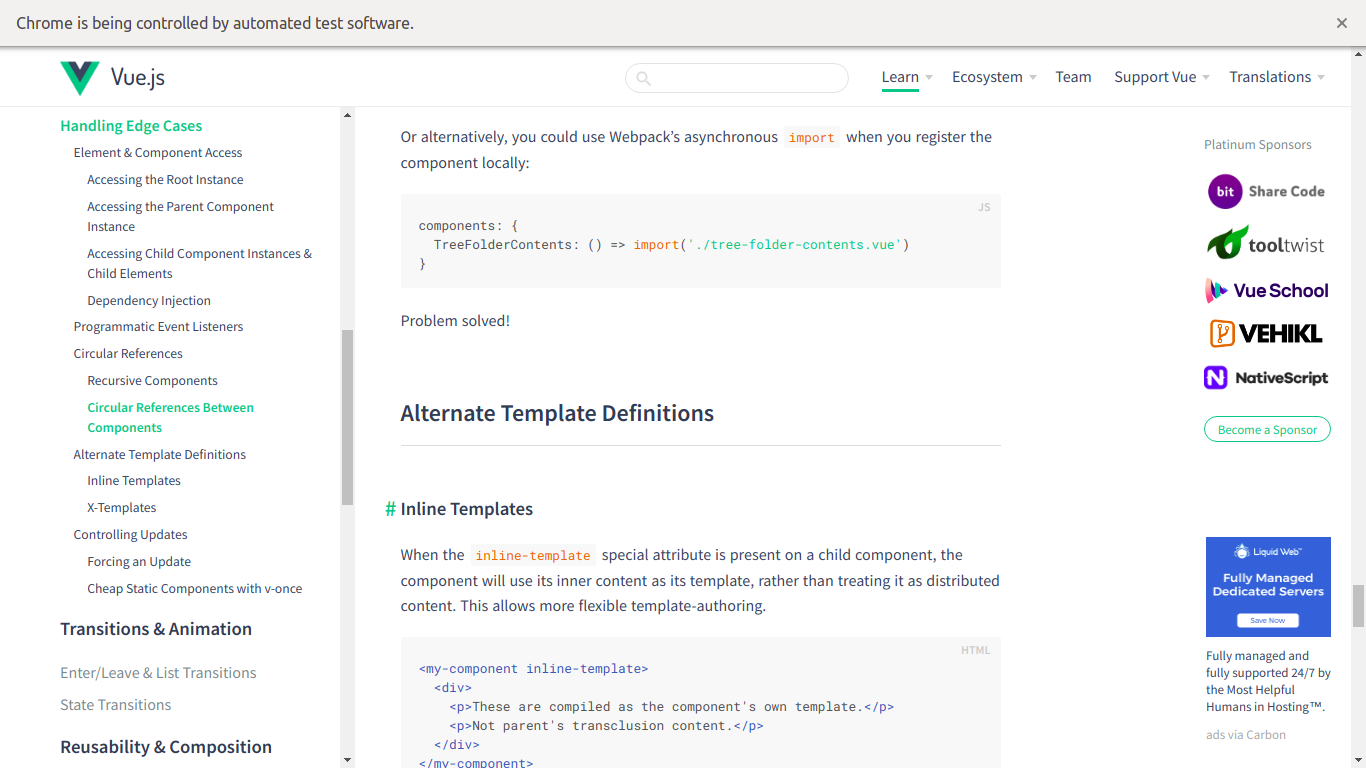 Chrome is being controlled by automated test software.
Vue.js
Learn
Ecosystem
Team
Support Vue
Translations
Handling Edge Cases
Element & Component Access
Accessing the Root Instance
Accessing the Parent Component
Instance
Accessing Child Component Instances &
Child Elements
Dependency Injection
Programmatic Event Listeners
Circular References
Recursive Components
Circular References Between
Components
Alternate Template Definitions
Inline Templates
X-Templates
Controlling Updates
Forcing an Update
Cheap Static Components with v-once
Transitions & Animation
Enter/Leave & List Transitions
State Transitions
Reusability & Composition
Or alternatively, you could use Webpack’s asynchronous import when you register the
component locally:
JS
components: {
  TreeFolderContents: () => import('./tree-folder-contents.vue')
}
Problem solved!
Alternate Template Definitions
# Inline Templates
When the inline-template special attribute is present on a child component, the
component will use its inner content as its template, rather than treating it as distributed
content. This allows more flexible template-authoring.
HTML
<my-component inline-template>
  <div>
    <p>These are compiled as the component's own template.</p>
    <p>Not parent's transclusion content.</p>
  </div>
</my-component>
Platinum Sponsors
bit Share Code
tooltwist
Vue School
VEHIKL
NativeScript
Become a Sponsor
Liquid Web™
Fully Managed
Dedicated Servers
Save Now
Fully managed and
fully supported 24/7 by
the Most Helpful
Humans in Hosting™.
ads via Carbon